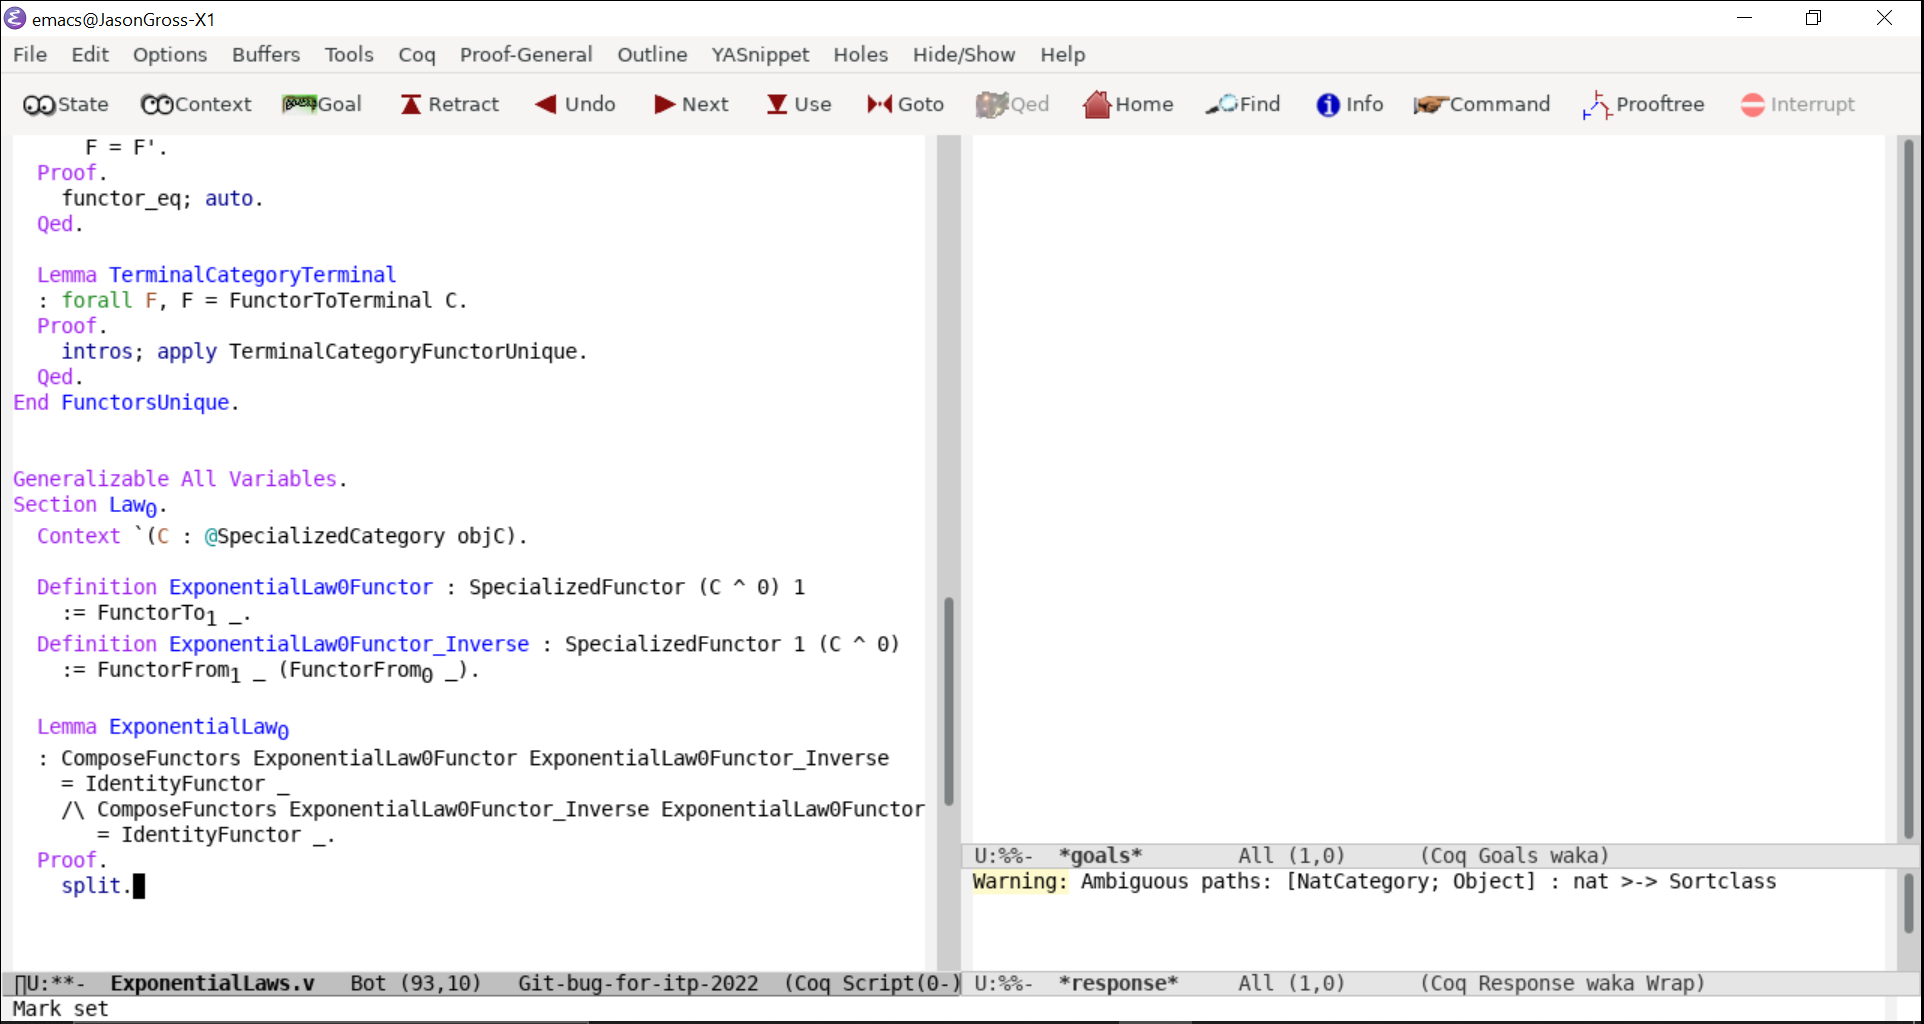 emacs@JasonGross-X1
File Edit Options Buffers Tools Coq Proof-General Outline YASnippet Holes Hide/Show Help
State Context Goal Retract Undo Next Use Goto Qed Home Find Info Command Prooftree Interrupt
      F = F'.
  Proof.
    functor_eq; auto.
  Qed.
  Lemma TerminalCategoryTerminal
  : forall F, F = FunctorToTerminal C.
  Proof.
    intros; apply TerminalCategoryFunctorUnique.
  Qed.
End FunctorsUnique.
Generalizable All Variables.
Section Law₀.
  Context `(C : @SpecializedCategory objC).
  Definition ExponentialLaw0Functor : SpecializedFunctor (C ^ 0) 1
    := FunctorTo₁ _.
  Definition ExponentialLaw0Functor_Inverse : SpecializedFunctor 1 (C ^ 0)
    := FunctorFrom₁ _ (FunctorFrom₀ _).
  Lemma ExponentialLaw₀
  : ComposeFunctors ExponentialLaw0Functor ExponentialLaw0Functor_Inverse
    = IdentityFunctor _
    /\ ComposeFunctors ExponentialLaw0Functor_Inverse ExponentialLaw0Functor
       = IdentityFunctor _.
  Proof.
    split.
U:**-  ExponentialLaws.v   Bot (93,10)   Git-bug-for-itp-2022  (Coq Script(0-)
Mark set
U:%%-  *goals*        All (1,0)      (Coq Goals waka)
Warning: Ambiguous paths: [NatCategory; Object] : nat >-> Sortclass
U:%%-  *response*     All (1,0)      (Coq Response waka Wrap)